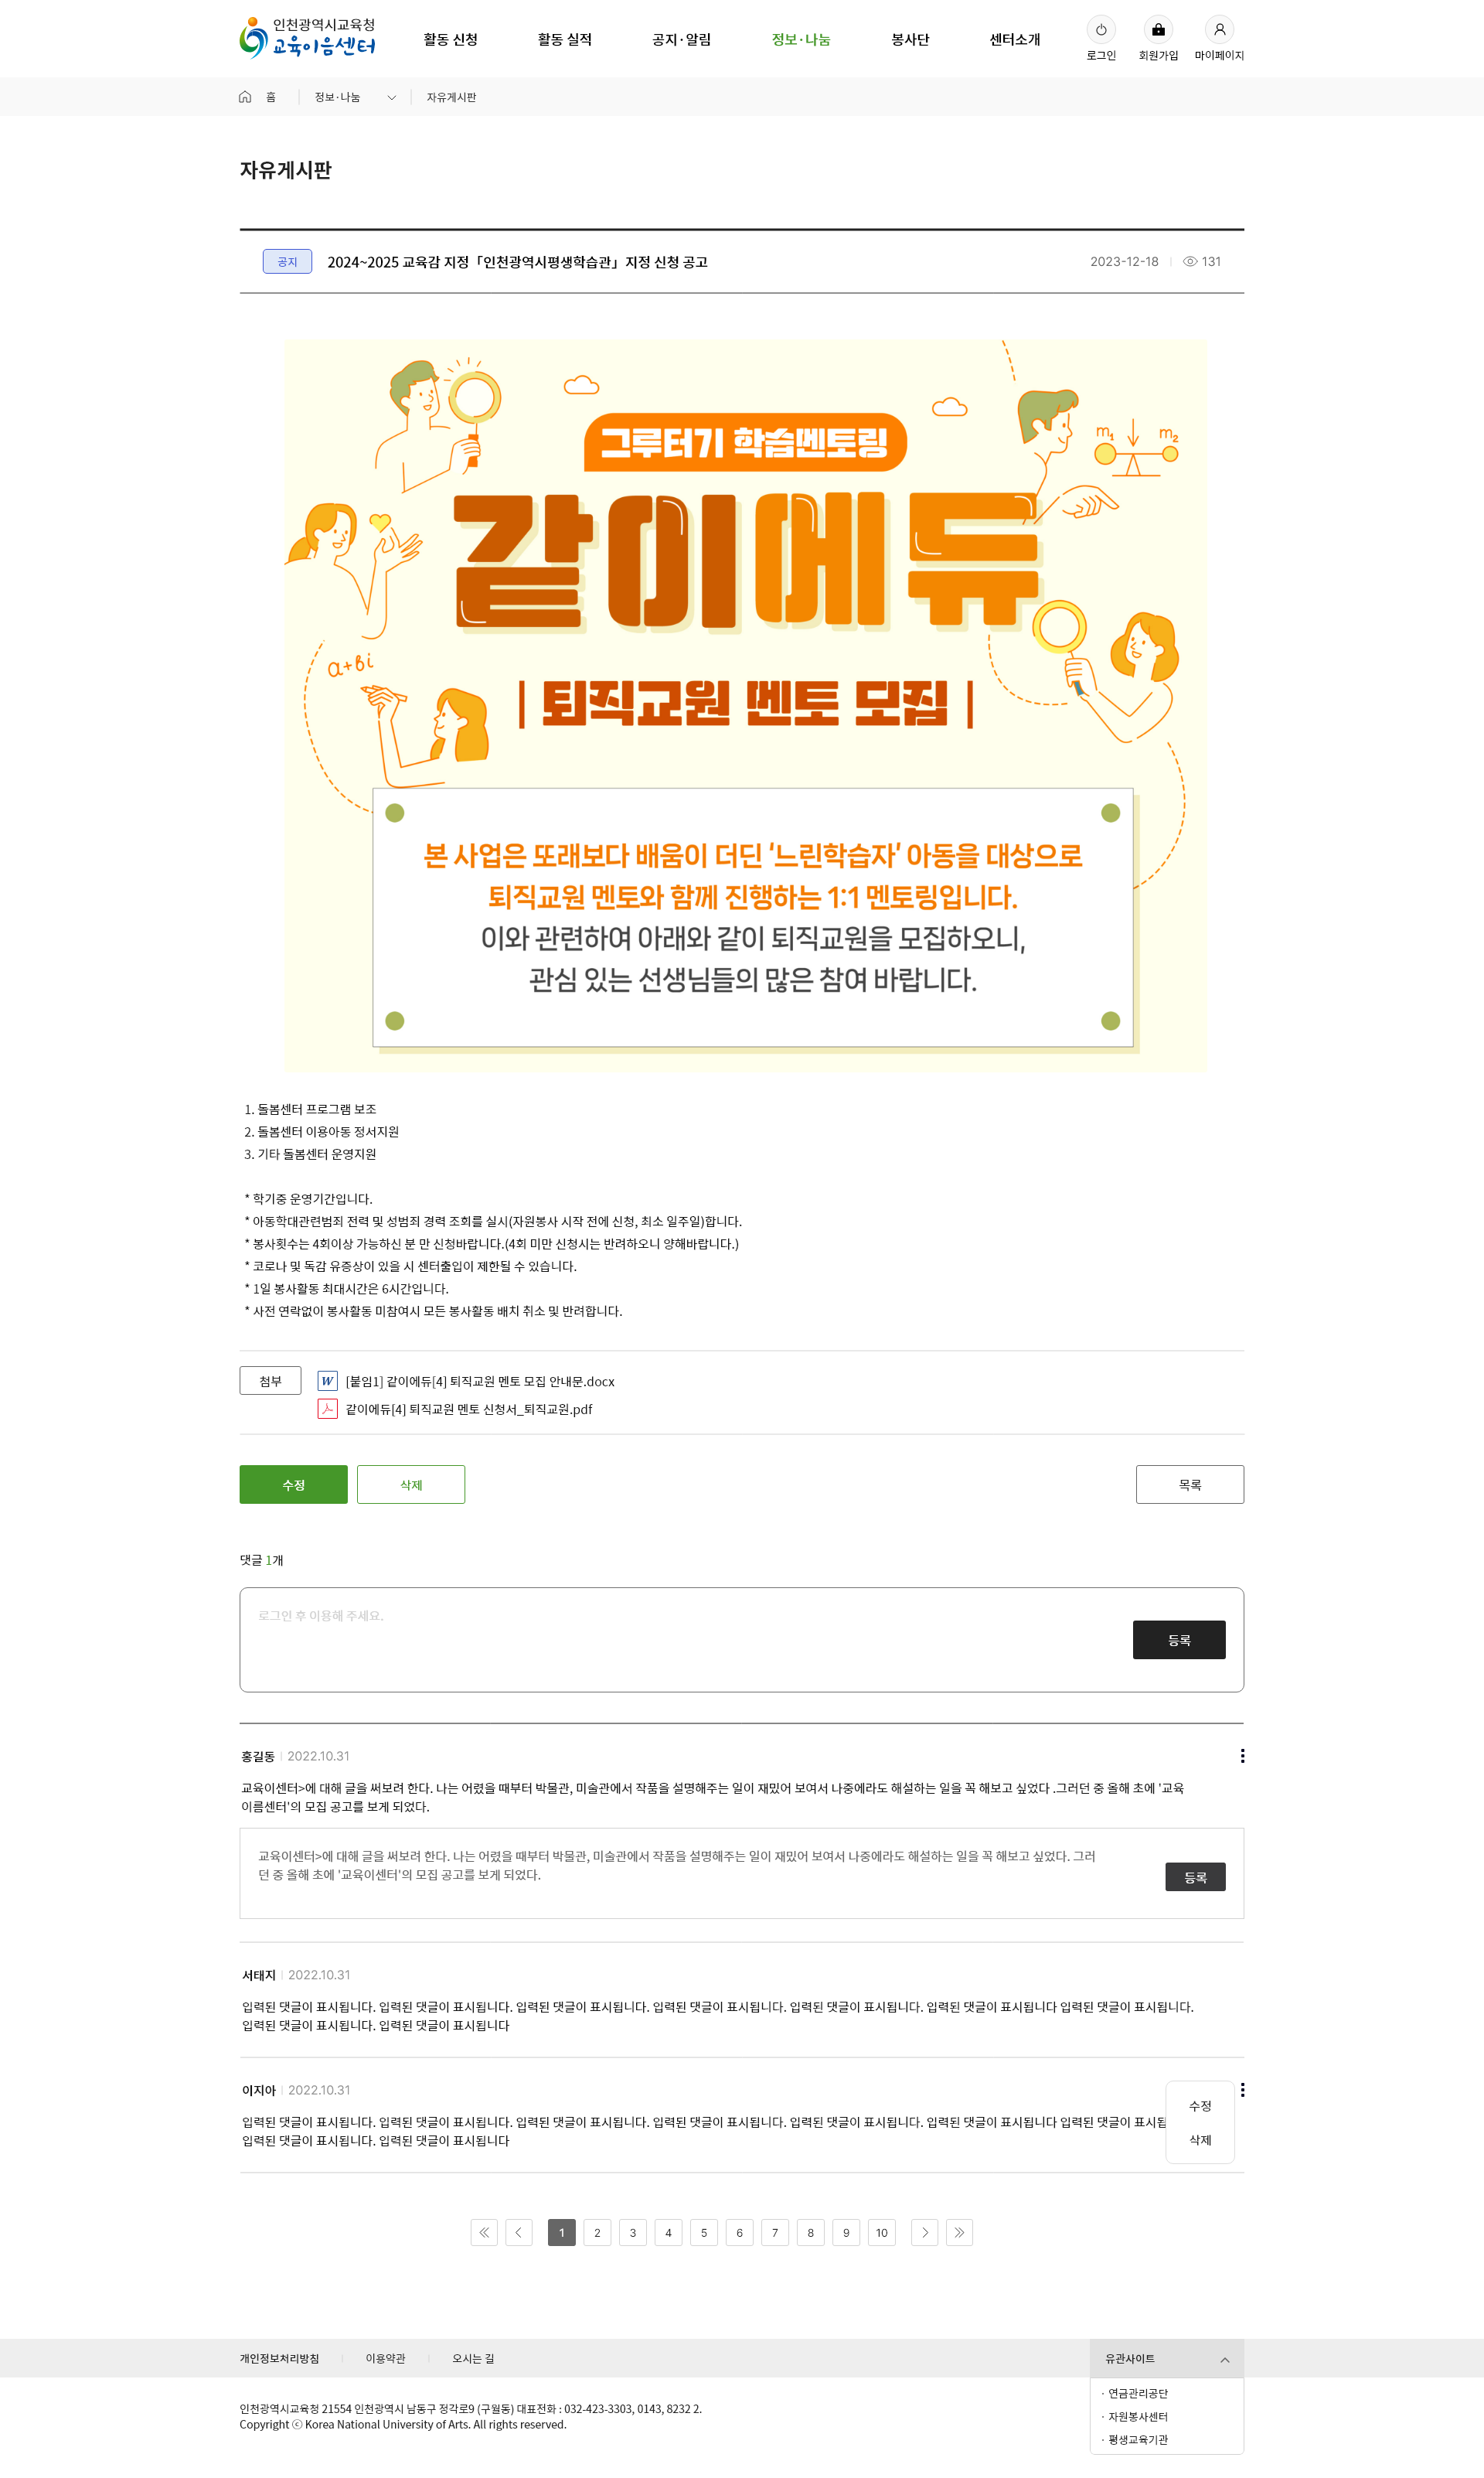 인천광역시교육청
교육이음센터
활동 신청
활동 실적
공지·알림
정보·나눔
봉사단
센터소개
로그인
회원가입
마이페이지
홈
정보·나눔
자유게시판
자유게시판
공지
2024~2025 교육감 지정「인천광역시평생학습관」지정 신청 공고
2023-12-18
131
그루터기 학습멘토링
m1
m2
같이에듀
a+bi
| 퇴직교원 멘토 모집 |
본 사업은 또래보다 배움이 더딘 ‘느린학습자’ 아동을 대상으로
퇴직교원 멘토와 함께 진행하는 1:1 멘토링입니다.
이와 관련하여 아래와 같이 퇴직교원을 모집하오니,
관심 있는 선생님들의 많은 참여 바랍니다.
1. 돌봄센터 프로그램 보조
2. 돌봄센터 이용아동 정서지원
3. 기타 돌봄센터 운영지원
* 학기중 운영기간입니다.
* 아동학대관련범죄 전력 및 성범죄 경력 조회를 실시(자원봉사 시작 전에 신청, 최소 일주일)합니다.
* 봉사횟수는 4회이상 가능하신 분 만 신청바랍니다.(4회 미만 신청시는 반려하오니 양해바랍니다.)
* 코로나 및 독감 유증상이 있을 시 센터출입이 제한될 수 있습니다.
* 1일 봉사활동 최대시간은 6시간입니다.
* 사전 연락없이 봉사활동 미참여시 모든 봉사활동 배치 취소 및 반려합니다.
첨부
W
[붙임1] 같이에듀[4] 퇴직교원 멘토 모집 안내문.docx
같이에듀[4] 퇴직교원 멘토 신청서_퇴직교원.pdf
수정
삭제
목록
댓글 1개
로그인 후 이용해 주세요.
등록
홍길동
2022.10.31
교육이센터>에 대해 글을 써보려 한다. 나는 어렸을 때부터 박물관, 미술관에서 작품을 설명해주는 일이 재밌어 보여서 나중에라도 해설하는 일을 꼭 해보고 싶었다 .그러던 중 올해 초에 '교육
이름센터'의 모집 공고를 보게 되었다.
교육이센터>에 대해 글을 써보려 한다. 나는 어렸을 때부터 박물관, 미술관에서 작품을 설명해주는 일이 재밌어 보여서 나중에라도 해설하는 일을 꼭 해보고 싶었다. 그러
던 중 올해 초에 '교육이센터'의 모집 공고를 보게 되었다.
등록
서태지
2022.10.31
입력된 댓글이 표시됩니다. 입력된 댓글이 표시됩니다. 입력된 댓글이 표시됩니다. 입력된 댓글이 표시됩니다. 입력된 댓글이 표시됩니다. 입력된 댓글이 표시됩니다 입력된 댓글이 표시됩니다.
입력된 댓글이 표시됩니다. 입력된 댓글이 표시됩니다
이지아
2022.10.31
입력된 댓글이 표시됩니다. 입력된 댓글이 표시됩니다. 입력된 댓글이 표시됩니다. 입력된 댓글이 표시됩니다. 입력된 댓글이 표시됩니다. 입력된 댓글이 표시됩니다 입력된 댓글이
입력된 댓글이 표시됩니다. 입력된 댓글이 표시됩니다
수정
삭제
1 2 3 4 5 6 7 8 9 10
개인정보처리방침
이용약관
오시는 길
유관사이트
· 연금관리공단
· 자원봉사센터
· 평생교육기관
인천광역시교육청 21554 인천광역시 남동구 정각로9 (구월동) 대표전화 : 032-423-3303, 0143, 8232 2.
Copyright ⓒ Korea National University of Arts. All rights reserved.